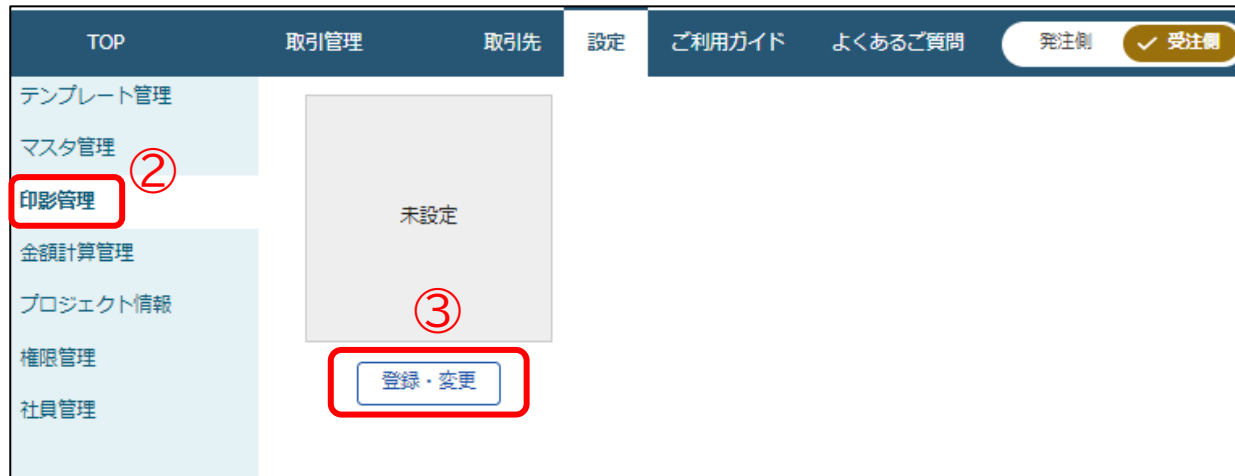 TOP 取引管理 取引先 設定 ご利用ガイド よくあるご質問 発注側 ✓ 受注側
テンプレート管理
マスタ管理
②
印影管理
未設定
金額計算管理
プロジェクト情報
③
権限管理
登録・変更
社員管理